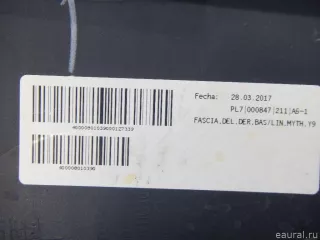 Fecha: 28.03.2017
PL7|000847|211|A6-1
FASCIA.DEL.DER.BAS/LIN.MYTH.Y9
eaural.ru